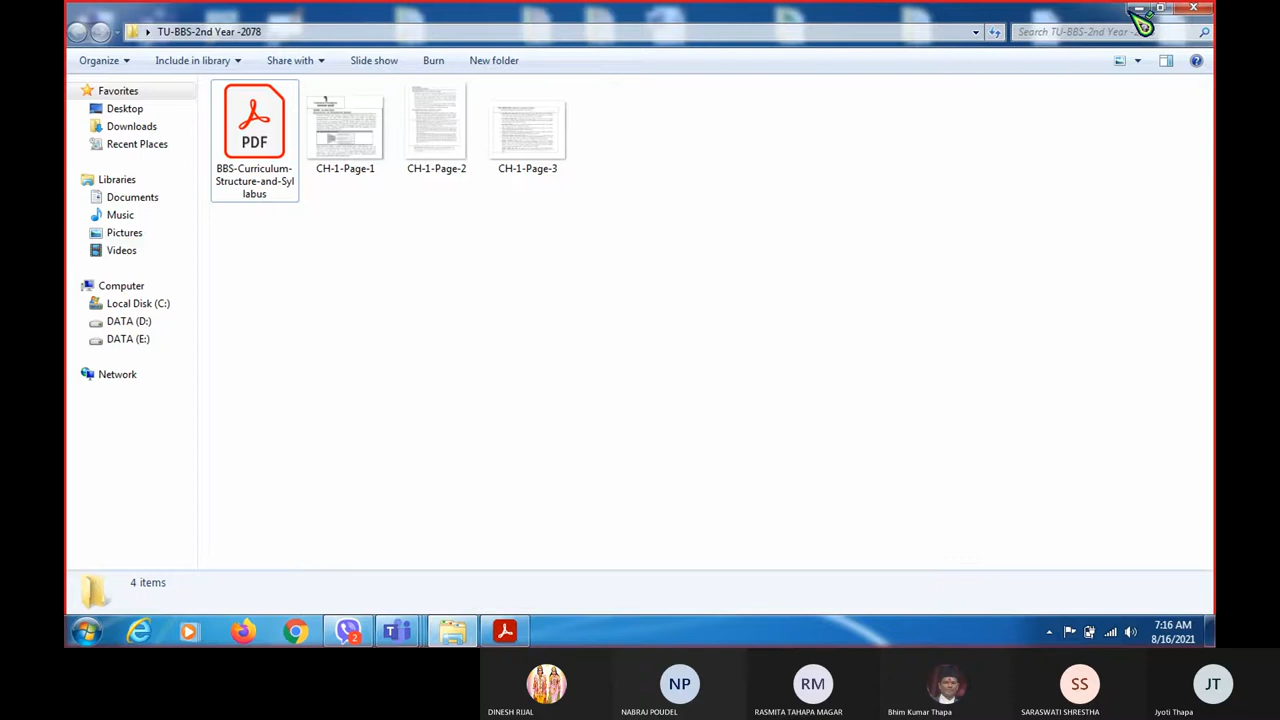 TU-BBS-2nd Year -2078
Search TU-BBS-2nd Year -
Organize
Include in library
Share with
Slide show
Burn
New folder
Favorites
Desktop
Downloads
Recent Places
Libraries
Documents
Music
Pictures
Videos
Computer
Local Disk (C:)
DATA (D:)
DATA (E:)
Network
PDF
BBS-Curriculum-
Structure-and-Syl
labus
CH-1-Page-1
CH-1-Page-2
CH-1-Page-3
4 items
2
7:16 AM
8/16/2021
NP
RM
SS
JT
DINESH RIJAL
NABRAJ POUDEL
RASMITA TAHAPA MAGAR
Bhim Kumar Thapa
SARASWATI SHRESTHA
Jyoti Thapa